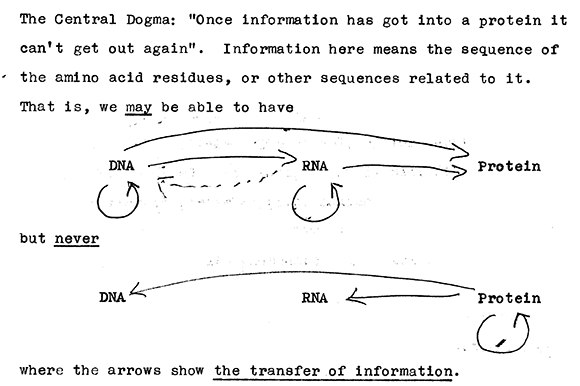 The Central Dogma: "Once information has got into a protein it
can't get out again". Information here means the sequence of
the amino acid residues, or other sequences related to it.
That is, we may be able to have
DNA RNA Protein
but never
DNA RNA Protein
where the arrows show the transfer of information.